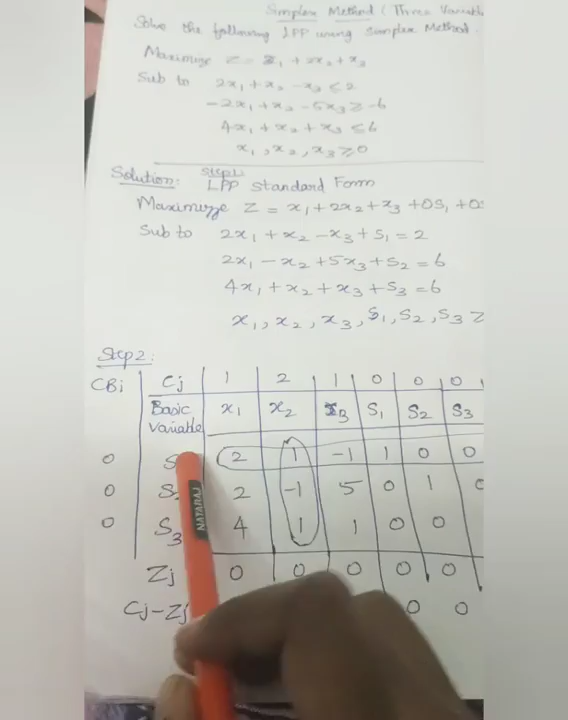 Simplex Method (Three Variab
Solve the following LPP using simplex Method.
Maximize Z = x₁ + 2x₂ + x₃
Sub to 2x₁ + x₂ - x₃ ≤ 2
-2x₁ + x₂ - 5x₃ ≥ -6
4x₁ + x₂ + x₃ ≤ 6
x₁, x₂, x₃ ≥ 0
Solution: Step1
LPP Standard Form
Maximize Z = x₁ + 2x₂ + x₃ + 0S₁ + 0S
Sub to 2x₁ + x₂ - x₃ + S₁ = 2
2x₁ - x₂ + 5x₃ + S₂ = 6
4x₁ + x₂ + x₃ + S₃ = 6
x₁, x₂, x₃, S₁, S₂, S₃ ≥
Step 2:
CBi Cj 1 2 1 0 0 0
Basic variable x₁ x₂ x₃ S₁ S₂ S₃
0 S 2 1 -1 1 0 0
0 S 2 -1 5 0 1 0
0 S₃ 4 1 1 0 0
Zj 0 0 0 0 0
Cj-Zj 0 0
NATARAJ